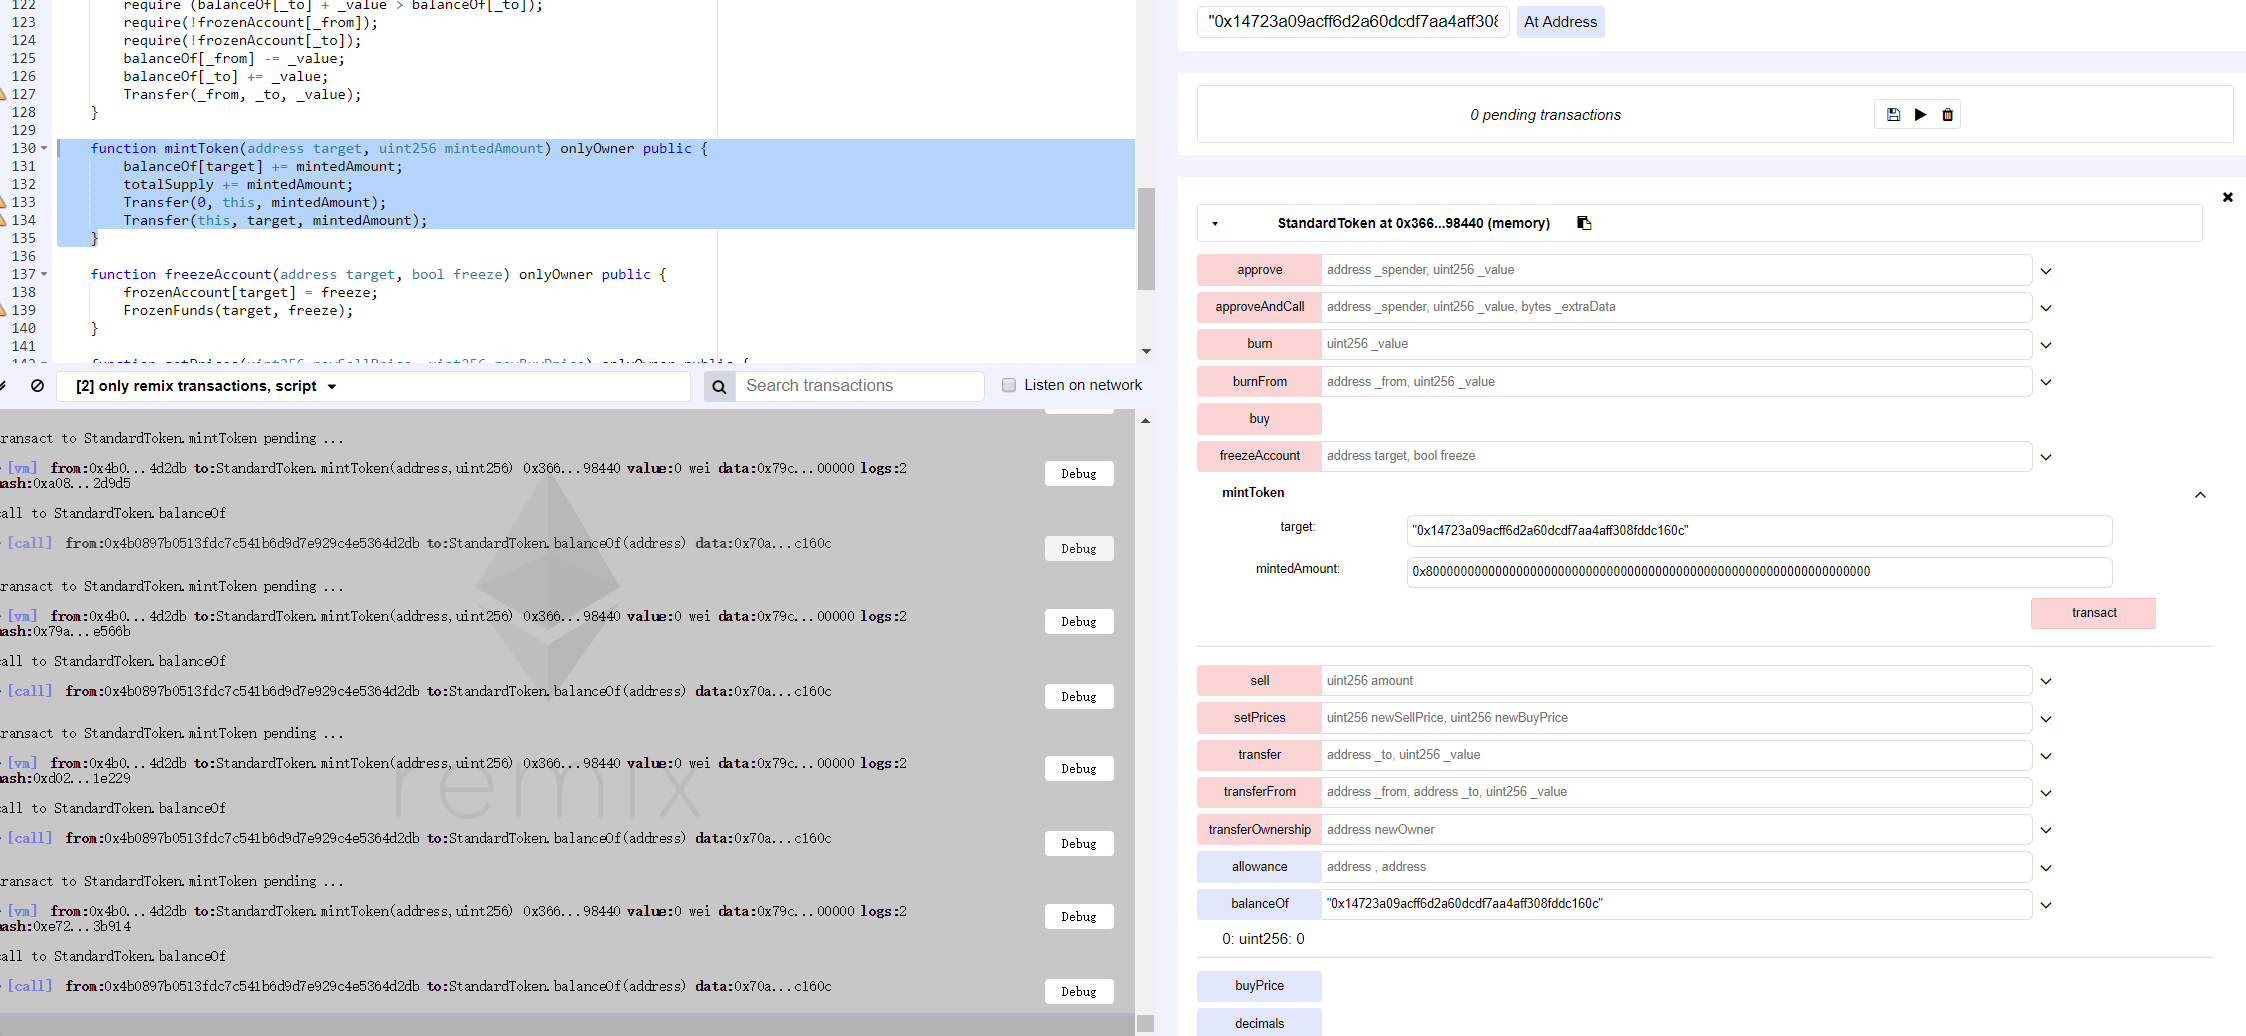 122 require (balanceOf[_to] + _value > balanceOf[_to]);
123 require(!frozenAccount[_from]);
124 require(!frozenAccount[_to]);
125 balanceOf[_from] -= _value;
126 balanceOf[_to] += _value;
127 Transfer(_from, _to, _value);
128 }
129
130 function mintToken(address target, uint256 mintedAmount) onlyOwner public {
131 balanceOf[target] += mintedAmount;
132 totalSupply += mintedAmount;
133 Transfer(0, this, mintedAmount);
134 Transfer(this, target, mintedAmount);
135 }
136
137 function freezeAccount(address target, bool freeze) onlyOwner public {
138 frozenAccount[target] = freeze;
139 FrozenFunds(target, freeze);
140 }
141
142 function setPrices(uint256 newSellPrice, uint256 newBuyPrice) onlyOwner public {
[2] only remix transactions, script
Search transactions
Listen on network
ransact to StandardToken.mintToken pending ...
[vm] from:0x4b0...4d2db to:StandardToken.mintToken(address,uint256) 0x366...98440 value:0 wei data:0x79c...00000 logs:2
ash:0xa08...2d9d5
Debug
all to StandardToken.balanceOf
[call] from:0x4b0897b0513fdc7c541b6d9d7e929c4e5364d2db to:StandardToken.balanceOf(address) data:0x70a...c160c
Debug
ransact to StandardToken.mintToken pending ...
[vm] from:0x4b0...4d2db to:StandardToken.mintToken(address,uint256) 0x366...98440 value:0 wei data:0x79c...00000 logs:2
ash:0x79a...e566b
Debug
all to StandardToken.balanceOf
[call] from:0x4b0897b0513fdc7c541b6d9d7e929c4e5364d2db to:StandardToken.balanceOf(address) data:0x70a...c160c
Debug
ransact to StandardToken.mintToken pending ...
[vm] from:0x4b0...4d2db to:StandardToken.mintToken(address,uint256) 0x366...98440 value:0 wei data:0x79c...00000 logs:2
ash:0xd02...1e229
Debug
remix
all to StandardToken.balanceOf
[call] from:0x4b0897b0513fdc7c541b6d9d7e929c4e5364d2db to:StandardToken.balanceOf(address) data:0x70a...c160c
Debug
ransact to StandardToken.mintToken pending ...
[vm] from:0x4b0...4d2db to:StandardToken.mintToken(address,uint256) 0x366...98440 value:0 wei data:0x79c...00000 logs:2
ash:0xe72...3b914
Debug
all to StandardToken.balanceOf
[call] from:0x4b0897b0513fdc7c541b6d9d7e929c4e5364d2db to:StandardToken.balanceOf(address) data:0x70a...c160c
Debug
"0x14723a09acff6d2a60dcdf7aa4aff308 At Address
0 pending transactions
StandardToken at 0x366...98440 (memory)
approve address _spender, uint256 _value
approveAndCall address _spender, uint256 _value, bytes _extraData
burn uint256 _value
burnFrom address _from, uint256 _value
buy
freezeAccount address target, bool freeze
mintToken
target: "0x14723a09acff6d2a60dcdf7aa4aff308fddc160c"
mintedAmount: 0x8000000000000000000000000000000000000000000000000000000000000000
transact
sell uint256 amount
setPrices uint256 newSellPrice, uint256 newBuyPrice
transfer address _to, uint256 _value
transferFrom address _from, address _to, uint256 _value
transferOwnership address newOwner
allowance address , address
balanceOf "0x14723a09acff6d2a60dcdf7aa4aff308fddc160c"
0: uint256: 0
buyPrice
decimals